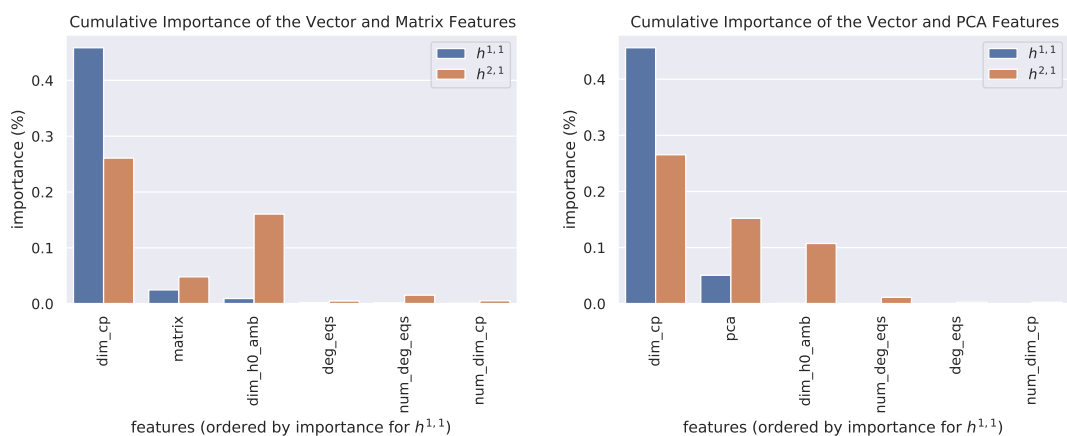 Cumulative Importance of the Vector and Matrix Features
importance (%)
0.4
0.3
0.2
0.1
0.0
h^{1,1}
h^{2,1}
dim_cp
matrix
dim_h0_amb
deg_eqs
num_deg_eqs
num_dim_cp
features (ordered by importance for h^{1,1})
Cumulative Importance of the Vector and PCA Features
importance (%)
0.4
0.3
0.2
0.1
0.0
h^{1,1}
h^{2,1}
dim_cp
pca
dim_h0_amb
num_deg_eqs
deg_eqs
num_dim_cp
features (ordered by importance for h^{1,1})